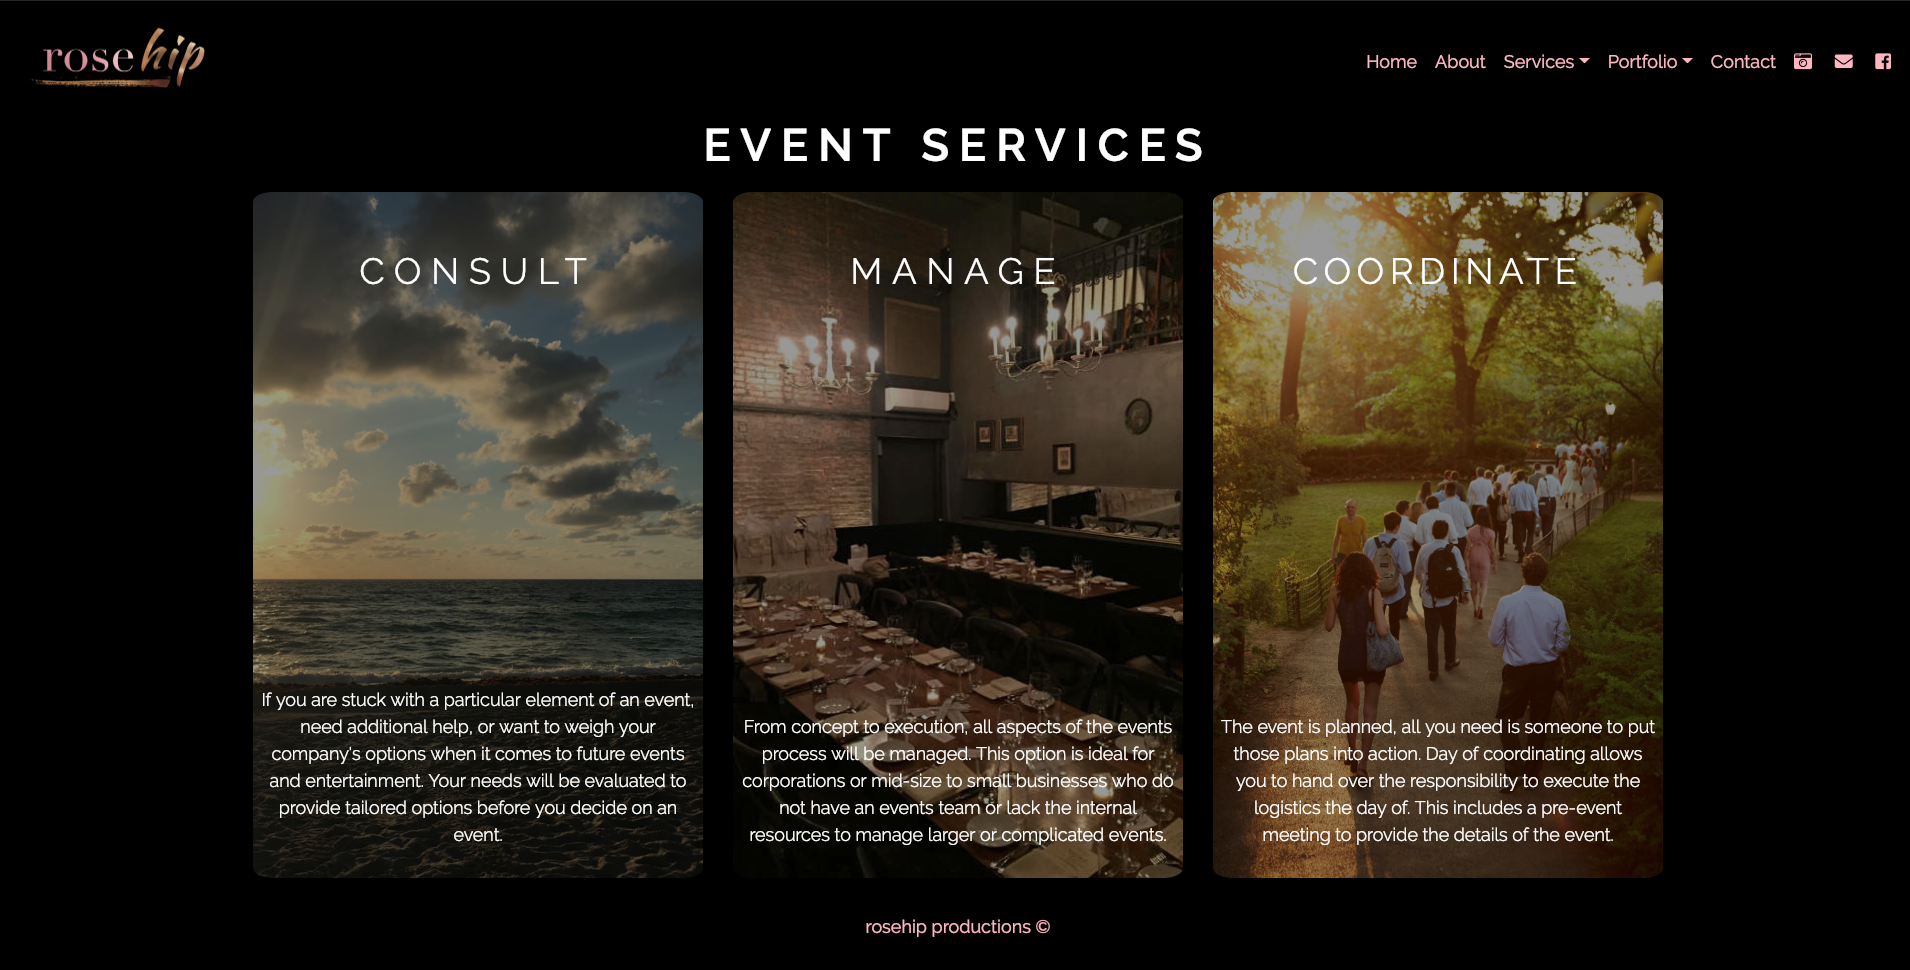 rose hip
Home About Services Portfolio Contact
EVENT SERVICES
CONSULT
If you are stuck with a particular element of an event,
need additional help, or want to weigh your
company's options when it comes to future events
and entertainment. Your needs will be evaluated to
provide tailored options before you decide on an
event.
MANAGE
From concept to execution, all aspects of the events
process will be managed. This option is ideal for
corporations or mid-size to small businesses who do
not have an events team or lack the internal
resources to manage larger or complicated events.
COORDINATE
The event is planned, all you need is someone to put
those plans into action. Day of coordinating allows
you to hand over the responsibility to execute the
logistics the day of. This includes a pre-event
meeting to provide the details of the event.
rosehip productions ©